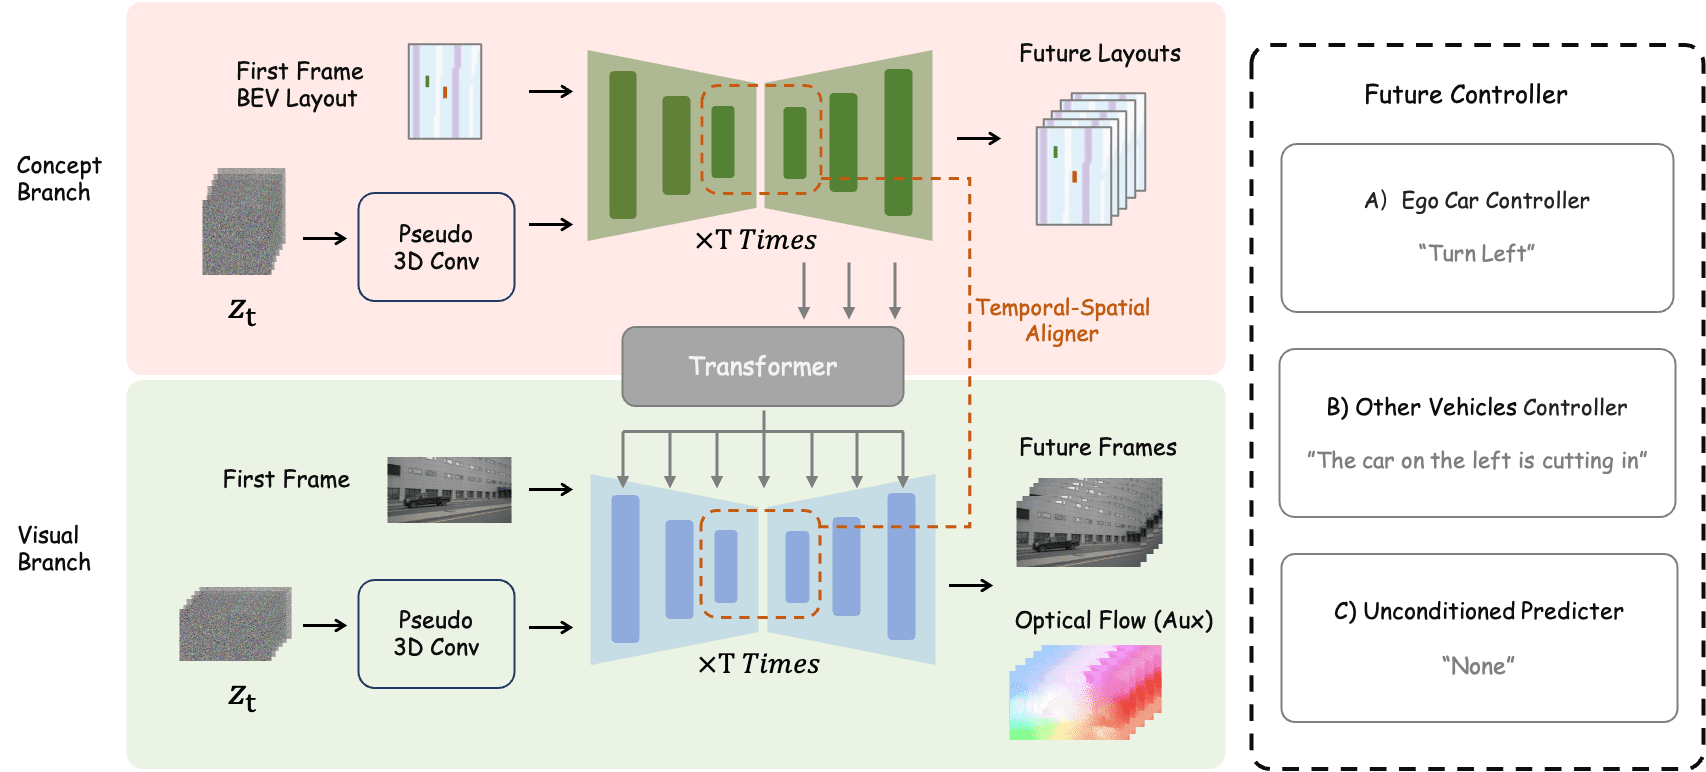 Concept
Branch
First Frame
BEV Layout
z_t
Pseudo
3D Conv
×T Times
Future Layouts
Temporal-Spatial
Aligner
Transformer
Visual
Branch
First Frame
z_t
Pseudo
3D Conv
×T Times
Future Frames
Optical Flow (Aux)
Future Controller
A) Ego Car Controller
“Turn Left”
B) Other Vehicles Controller
”The car on the left is cutting in”
C) Unconditioned Predicter
“None”